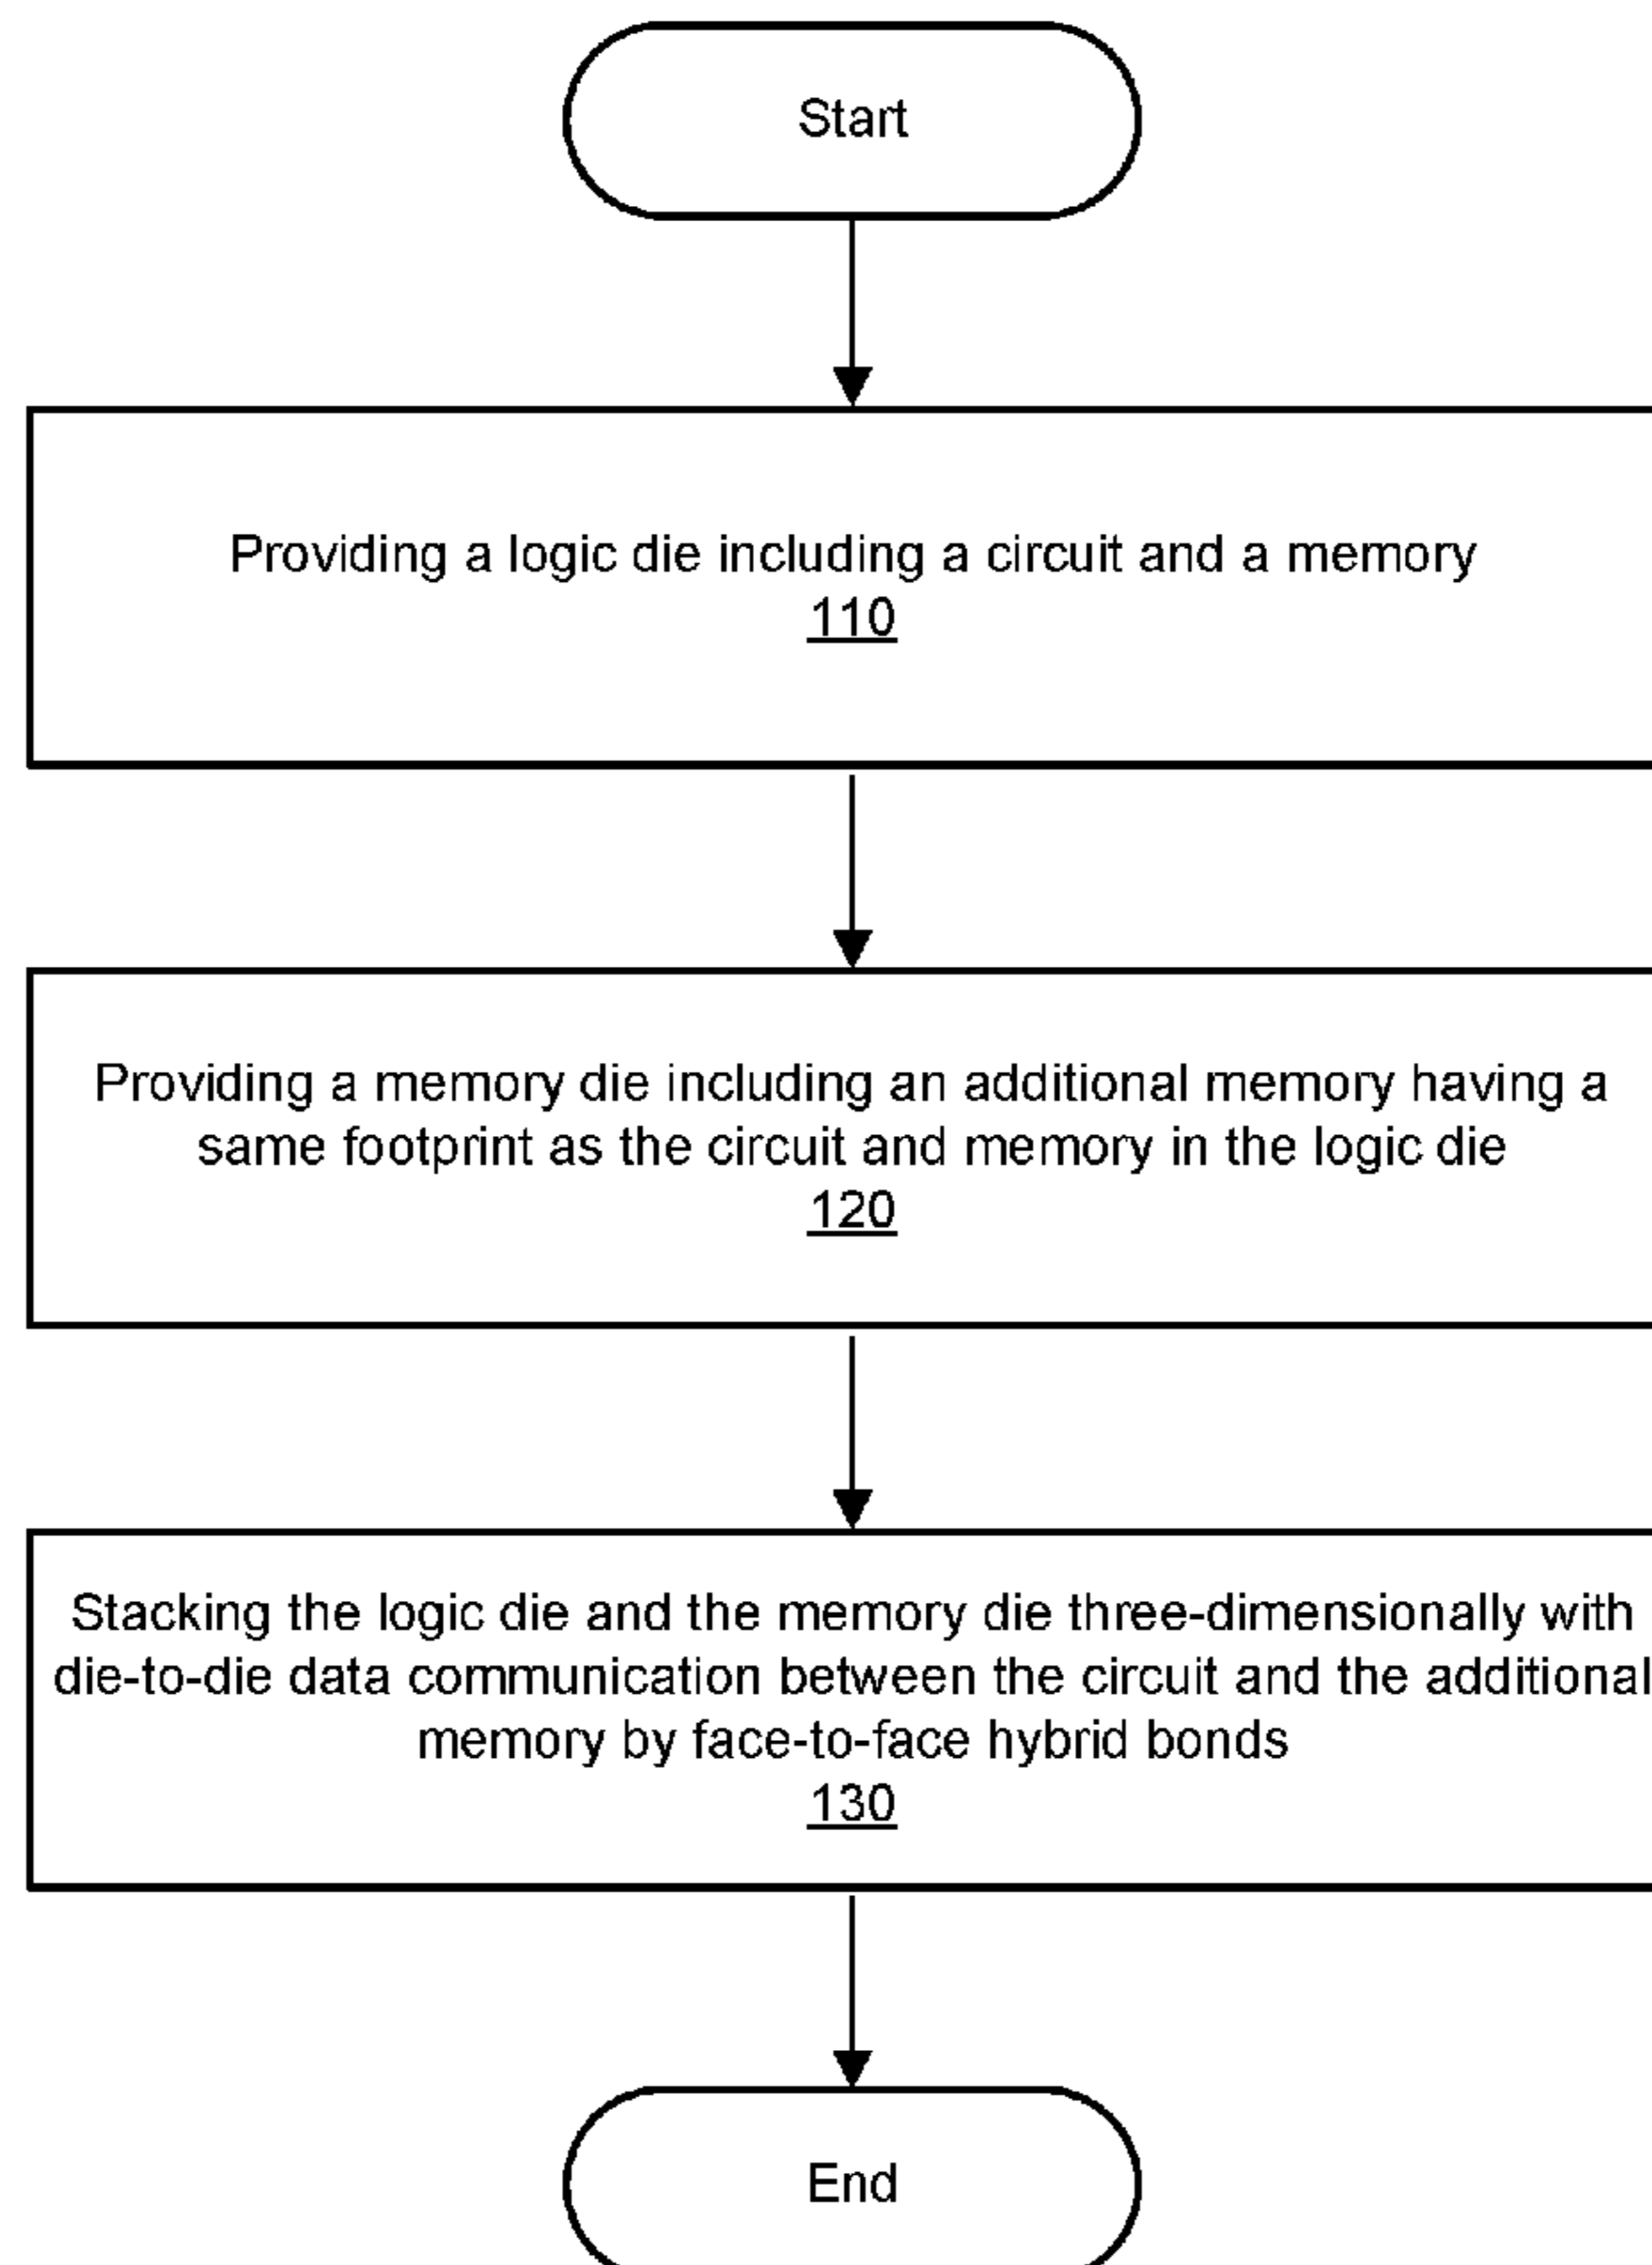 Start
Providing a logic die including a circuit and a memory
110
Providing a memory die including an additional memory having a
same footprint as the circuit and memory in the logic die
120
Stacking the logic die and the memory die three-dimensionally with
die-to-die data communication between the circuit and the additional
memory by face-to-face hybrid bonds
130
End